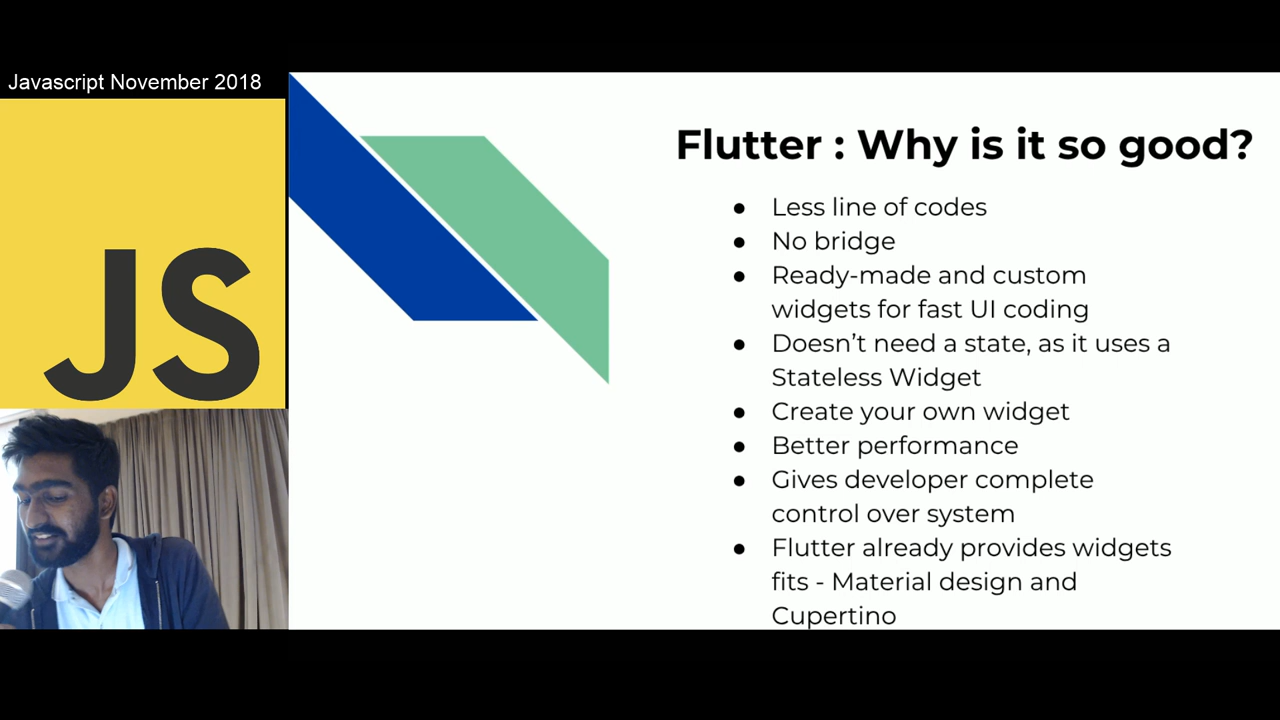 Javascript November 2018
JS
Flutter : Why is it so good?
● Less line of codes
● No bridge
● Ready-made and custom
widgets for fast UI coding
● Doesn’t need a state, as it uses a
Stateless Widget
● Create your own widget
● Better performance
● Gives developer complete
control over system
● Flutter already provides widgets
fits - Material design and
Cupertino